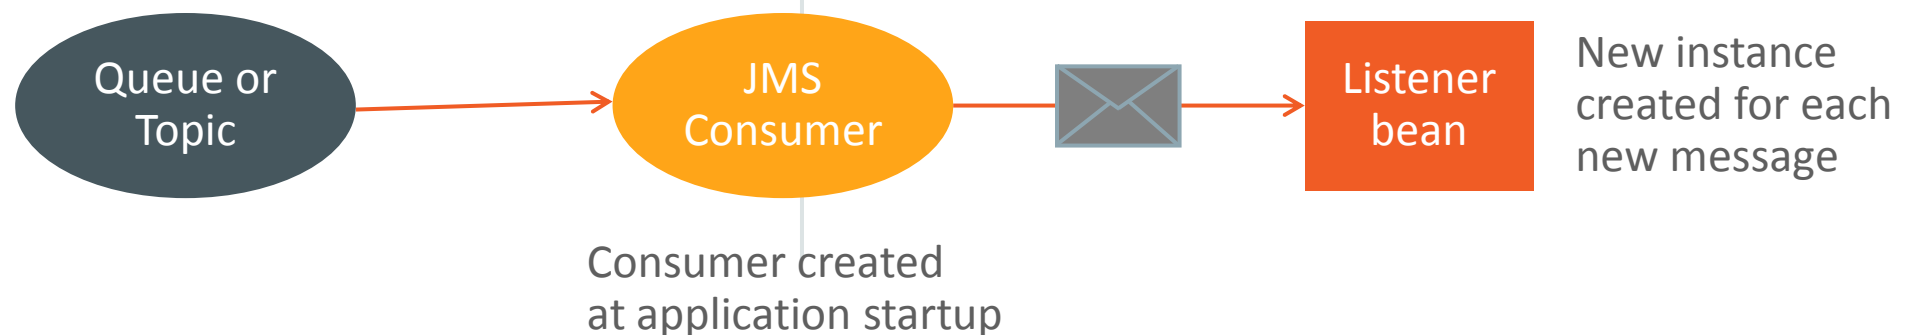 Queue or
Topic
JMS
Consumer
Listener
bean
New instance
created for each
new message
Consumer created
at application startup